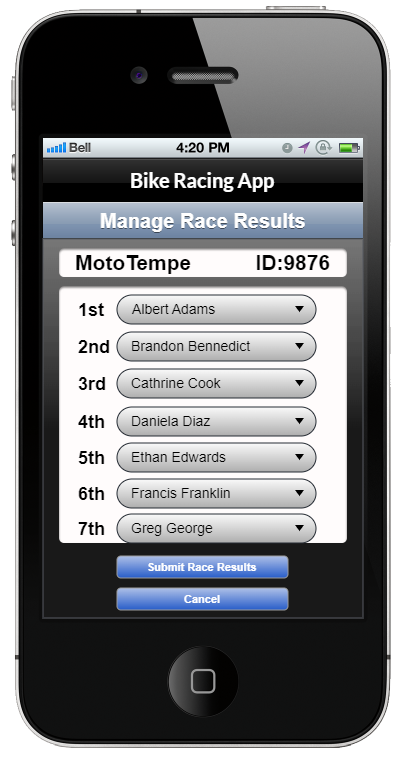 Bell 4:20 PM
Bike Racing App
Manage Race Results
MotoTempe ID:9876
1st Albert Adams
2nd Brandon Bennedict
3rd Cathrine Cook
4th Daniela Diaz
5th Ethan Edwards
6th Francis Franklin
7th Greg George
Submit Race Results
Cancel